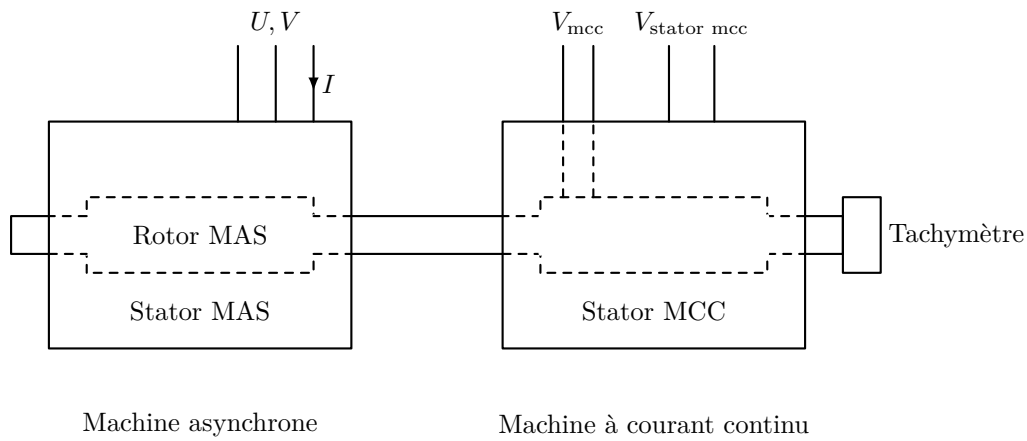 U, V
V_mcc
V_stator mcc
I
Rotor MAS
Tachymètre
Stator MAS
Stator MCC
Machine asynchrone
Machine à courant continu